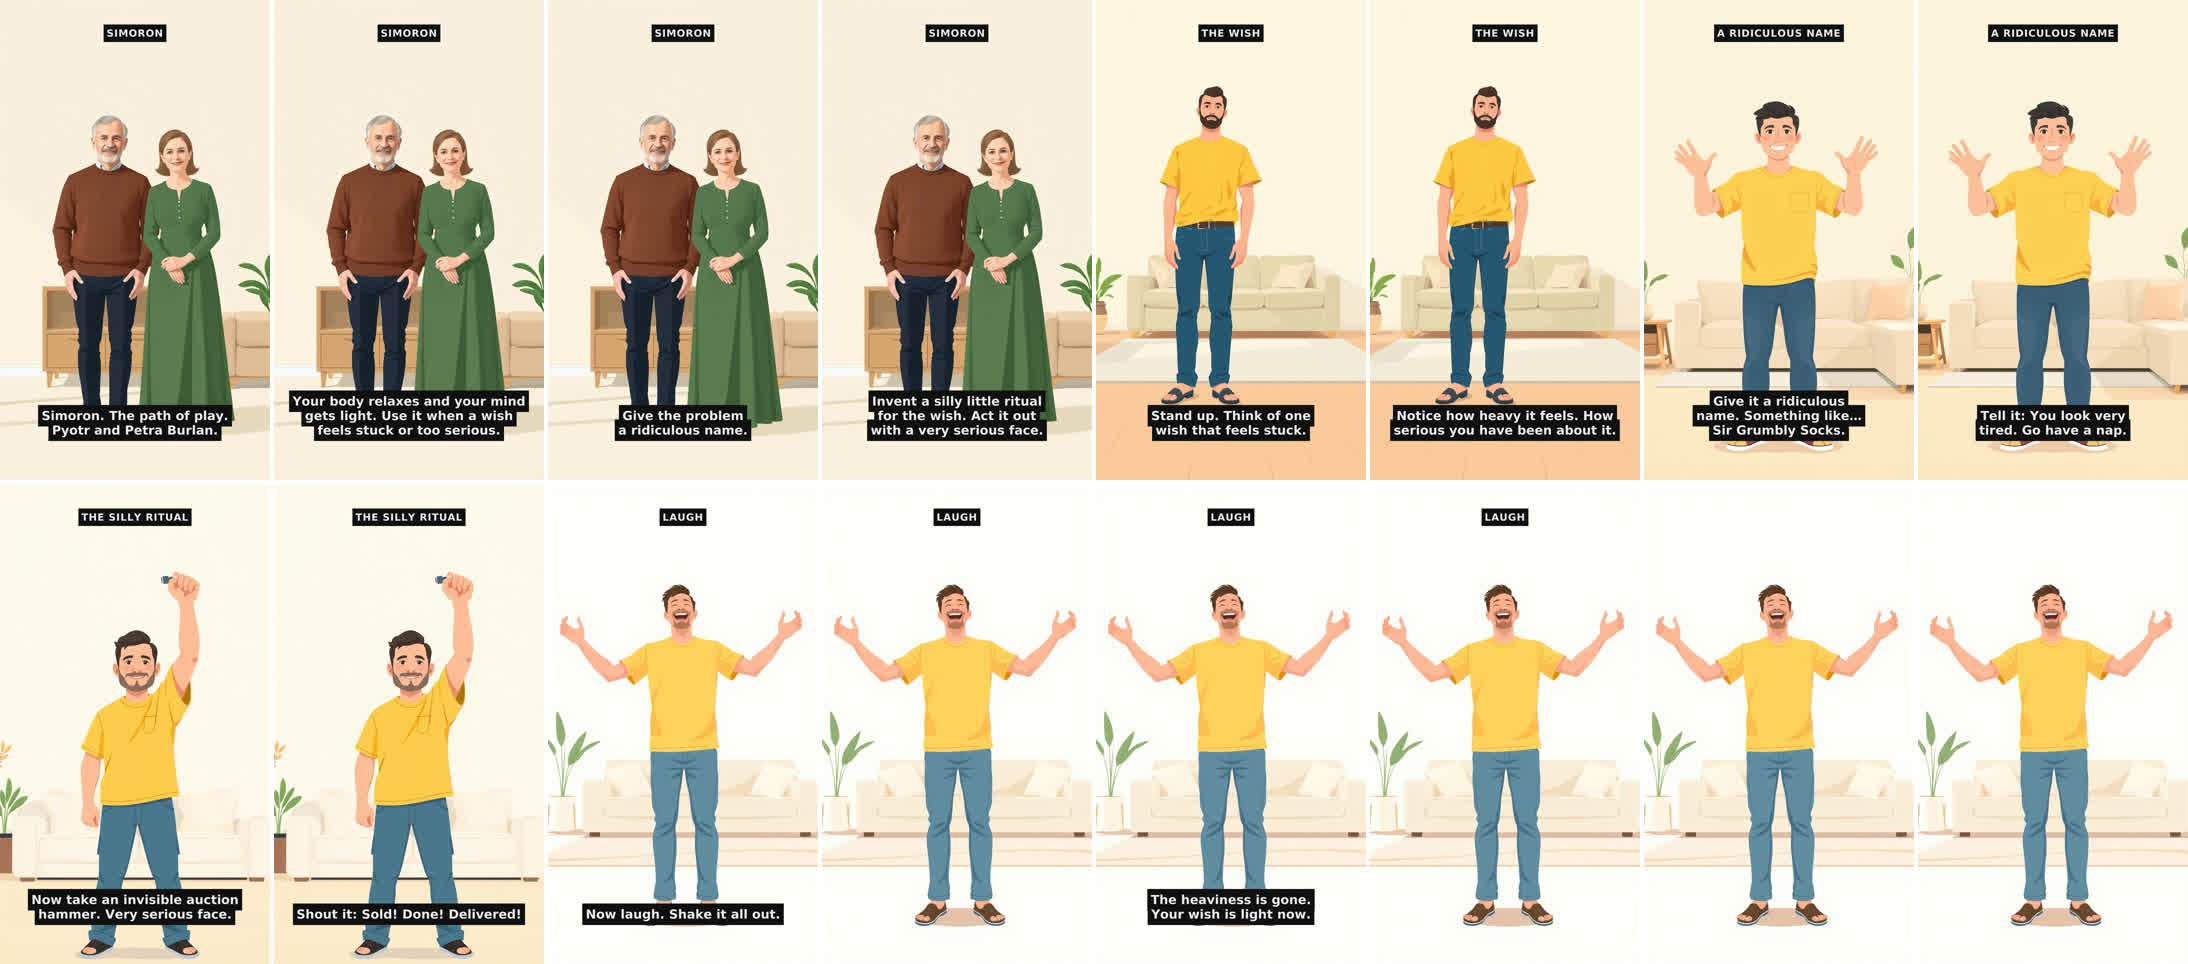 SIMORON
Simoron. The path of play.
Pyotr and Petra Burlan.
SIMORON
Your body relaxes and your mind
gets light. Use it when a wish
feels stuck or too serious.
SIMORON
Give the problem
a ridiculous name.
SIMORON
Invent a silly little ritual
for the wish. Act it out
with a very serious face.
THE WISH
Stand up. Think of one
wish that feels stuck.
THE WISH
Notice how heavy it feels. How
serious you have been about it.
A RIDICULOUS NAME
Give it a ridiculous
name. Something like...
Sir Grumbly Socks.
A RIDICULOUS NAME
Tell it: You look very
tired. Go have a nap.
THE SILLY RITUAL
Now take an invisible auction
hammer. Very serious face.
THE SILLY RITUAL
Shout it: Sold! Done! Delivered!
LAUGH
Now laugh. Shake it all out.
LAUGH
LAUGH
The heaviness is gone.
Your wish is light now.
LAUGH